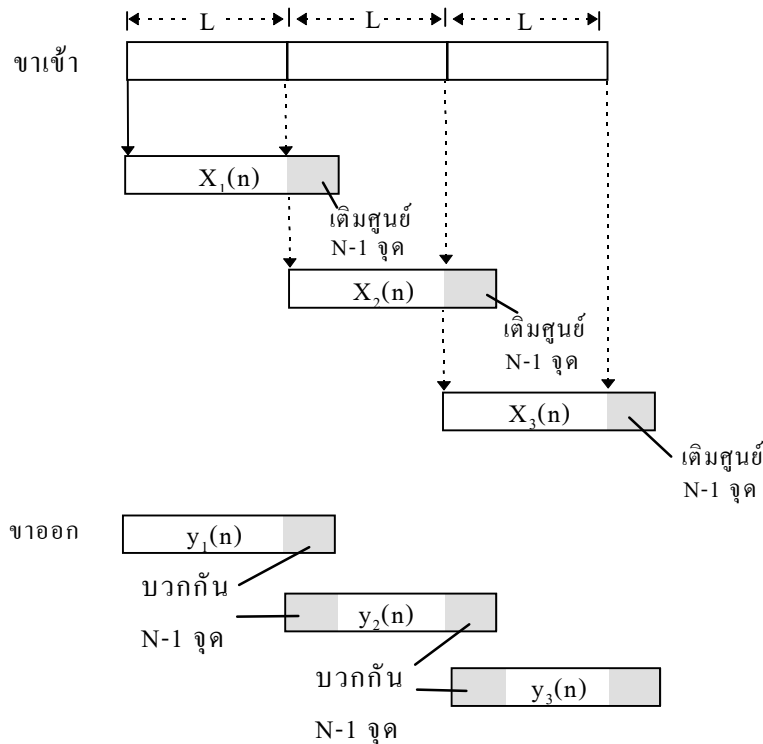 L L L
ขาเข้า
X₁(n)
เติมศูนย์
N-1 จุด
X₂(n)
เติมศูนย์
N-1 จุด
X₃(n)
เติมศูนย์
N-1 จุด
ขาออก
y₁(n)
บวกกัน
N-1 จุด
y₂(n)
บวกกัน
N-1 จุด
y₃(n)